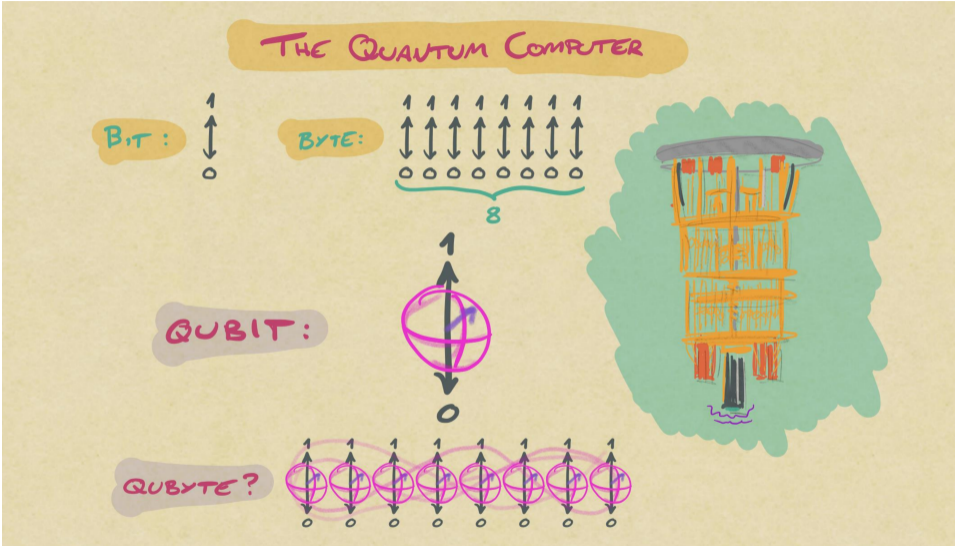 THE QUANTUM COMPUTER
1
BIT:
0
BYTE:
1 1 1 1 1 1 1 1
0 0 0 0 0 0 0 0
8
1
QUBIT:
0
1 1 1 1 1 1 1 1
QUBYTE?
0 0 0 0 0 0 0 0